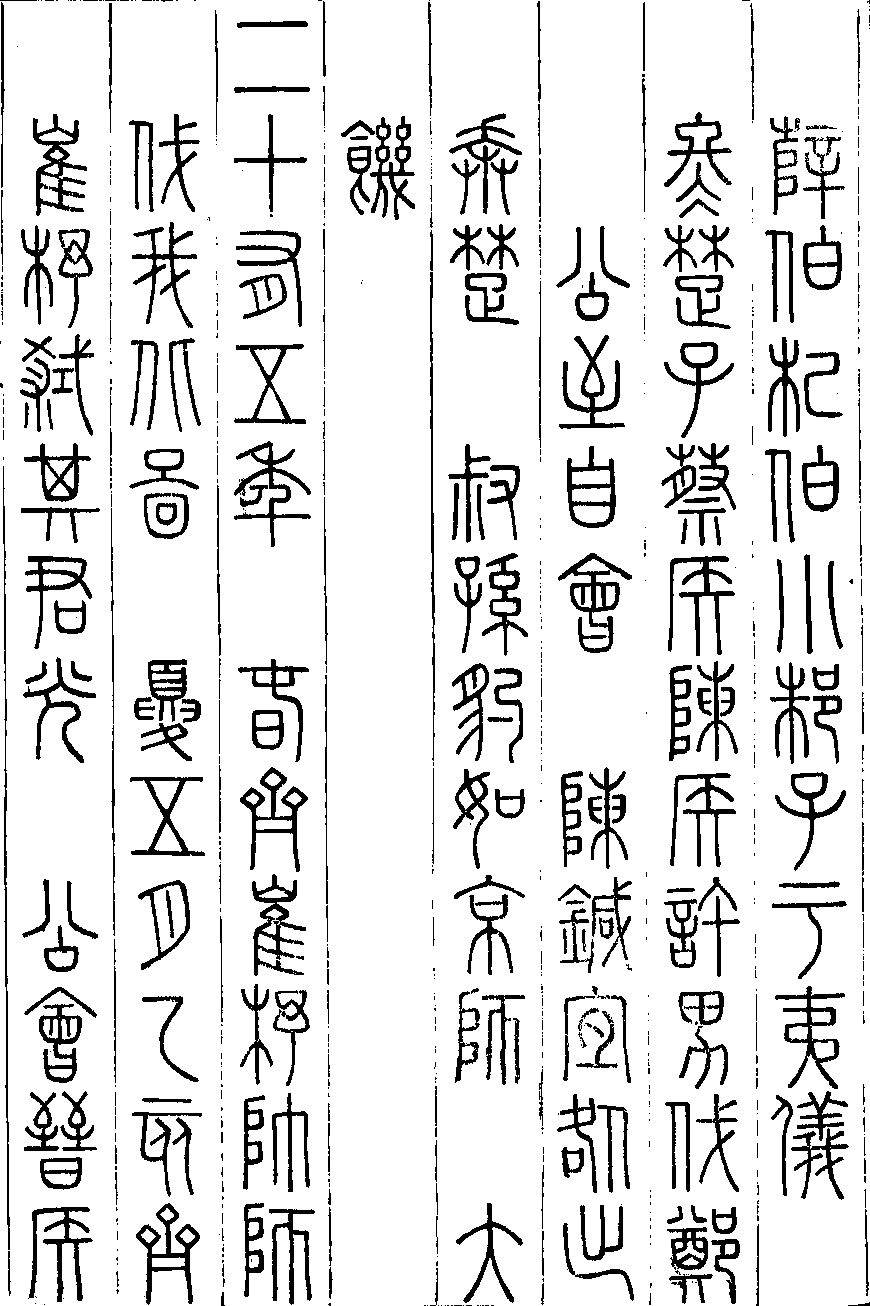 薛伯杞伯小邾子于夷儀
冬楚子蔡侯陳侯許男伐鄭
公至自會　陳鍼宜咎出
奔楚　叔孫豹如京師　大
饑
二十有五年　春齊崔杼帥師
伐我北啚　夏五月乙亥齊
崔杼弒其君光　公會晉侯